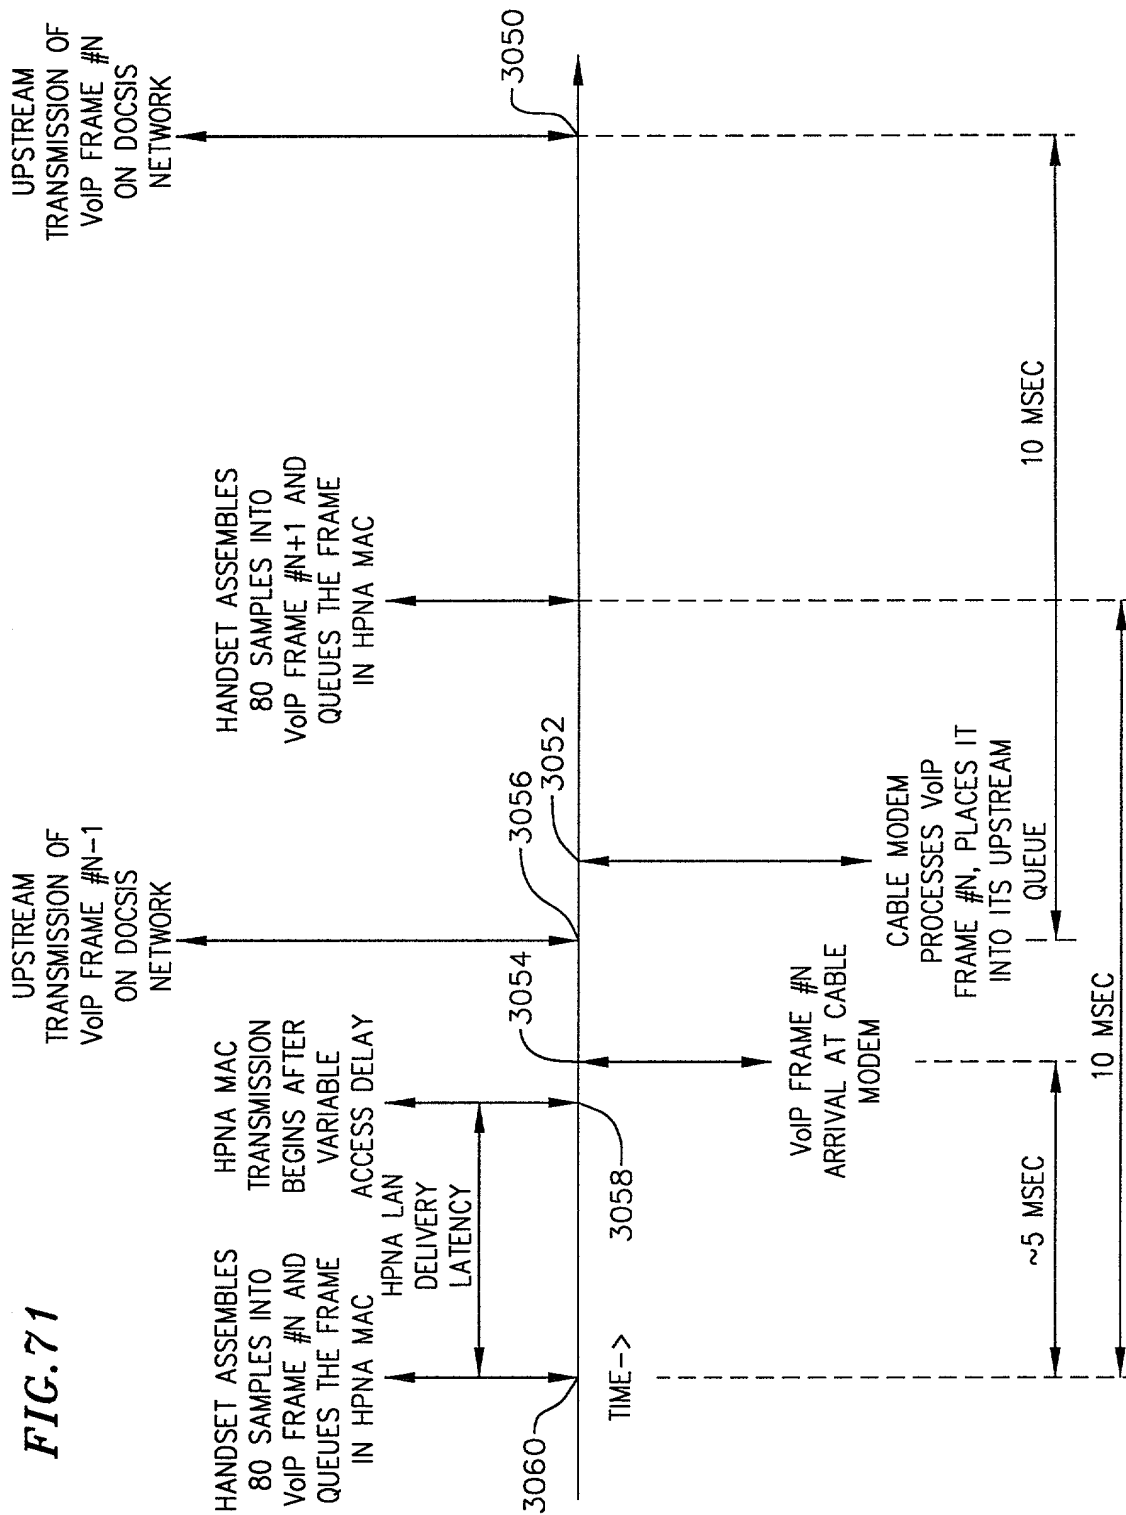 FIG.71
UPSTREAM
TRANSMISSION OF
VoIP FRAME #N-1
ON DOCSIS
NETWORK
UPSTREAM
TRANSMISSION OF
VoIP FRAME #N
ON DOCSIS
NETWORK
HANDSET ASSEMBLES
80 SAMPLES INTO
VoIP FRAME #N AND
QUEUES THE FRAME
IN HPNA MAC
HPNA MAC
TRANSMISSION
BEGINS AFTER
VARIABLE
ACCESS DELAY
HPNA LAN
DELIVERY
LATENCY
HANDSET ASSEMBLES
80 SAMPLES INTO
VoIP FRAME #N+1 AND
QUEUES THE FRAME
IN HPNA MAC
3060
3054
3056
3052
3050
TIME->
3058
VoIP FRAME #N
ARRIVAL AT CABLE
MODEM
CABLE MODEM
PROCESSES VoIP
FRAME #N, PLACES IT
INTO ITS UPSTREAM
QUEUE
~5 MSEC
10 MSEC
10 MSEC